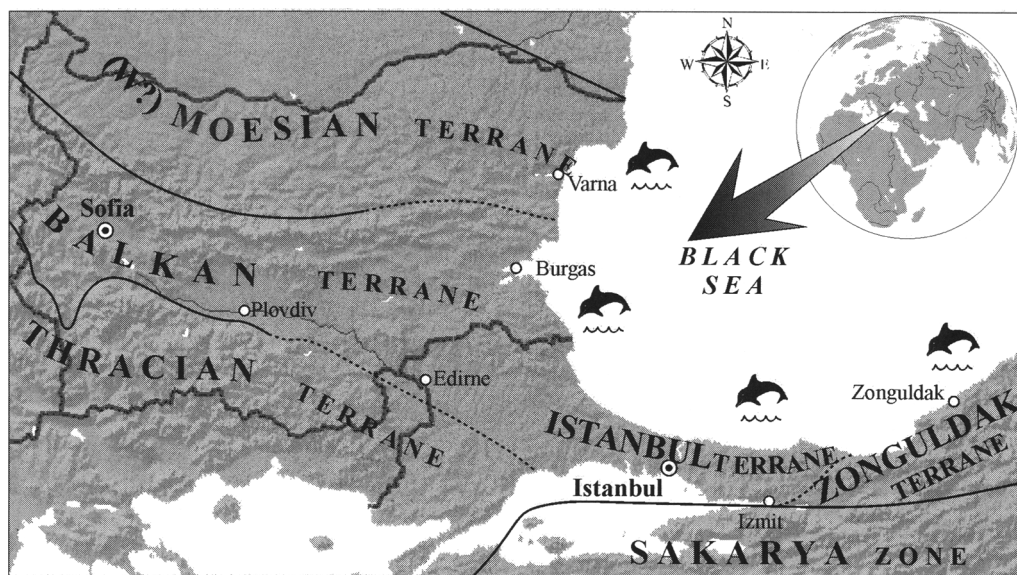 N
W E
S
(W?) MOESIAN TERRANE
Varna
Sofia
BLACK
SEA
BALKAN TERRANE
Burgas
Plovdiv
THRACIAN TERRANE
Edirne
Zonguldak
ISTANBUL TERRANE
ZONGULDAK
TERRANE
Istanbul
Izmit
SAKARYA ZONE